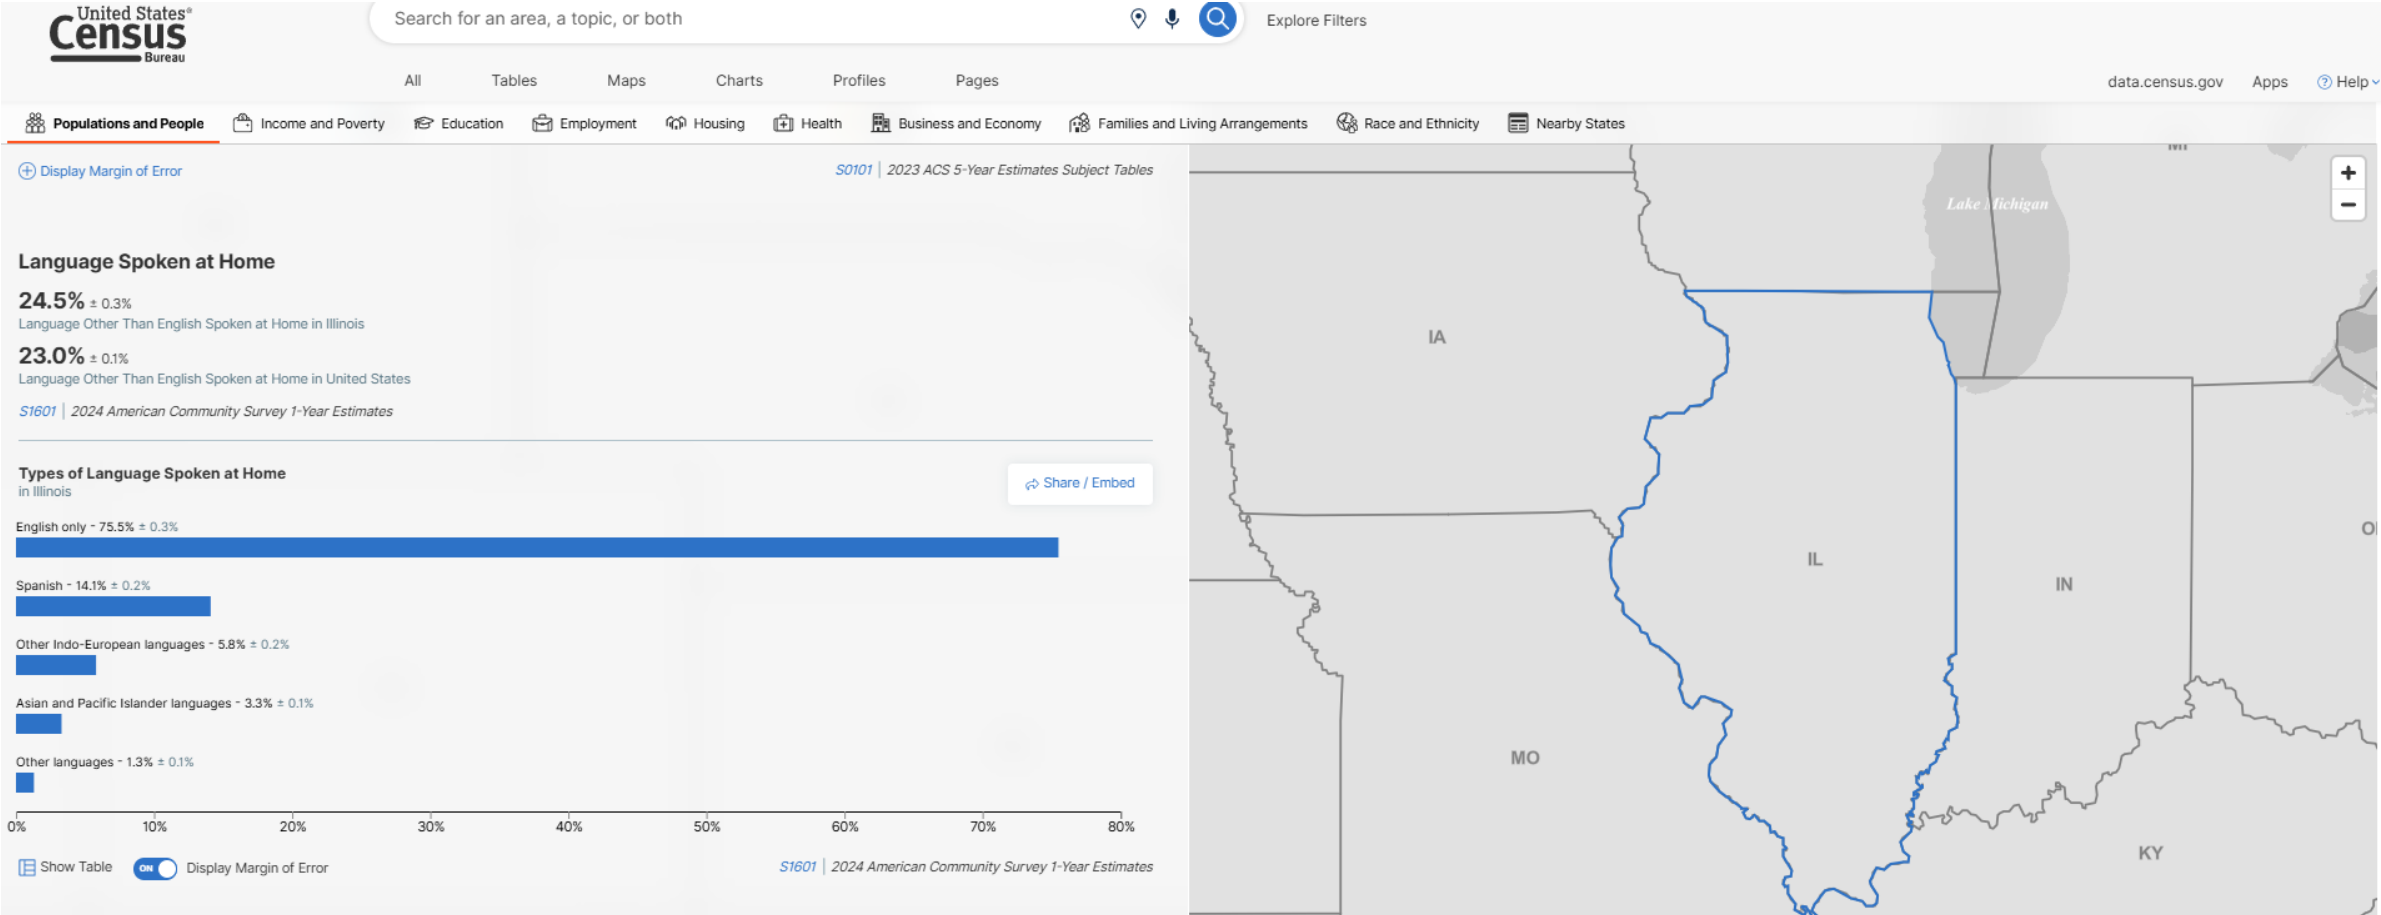 United States®
Census
Bureau
Search for an area, a topic, or both
Explore Filters
All Tables Maps Charts Profiles Pages
data.census.gov Apps Help
Populations and People Income and Poverty Education Employment Housing Health Business and Economy Families and Living Arrangements Race and Ethnicity Nearby States
Display Margin of Error
S0101 | 2023 ACS 5-Year Estimates Subject Tables
Language Spoken at Home
24.5% ± 0.3%
Language Other Than English Spoken at Home in Illinois
23.0% ± 0.1%
Language Other Than English Spoken at Home in United States
S1601 | 2024 American Community Survey 1-Year Estimates
Types of Language Spoken at Home
in Illinois
Share / Embed
English only - 75.5% ± 0.3%
Spanish - 14.1% ± 0.2%
Other Indo-European languages - 5.8% ± 0.2%
Asian and Pacific Islander languages - 3.3% ± 0.1%
Other languages - 1.3% ± 0.1%
0% 10% 20% 30% 40% 50% 60% 70% 80%
Show Table ON Display Margin of Error
S1601 | 2024 American Community Survey 1-Year Estimates
MI
+
Lake Michigan
−
IA
IL
IN
MO
KY